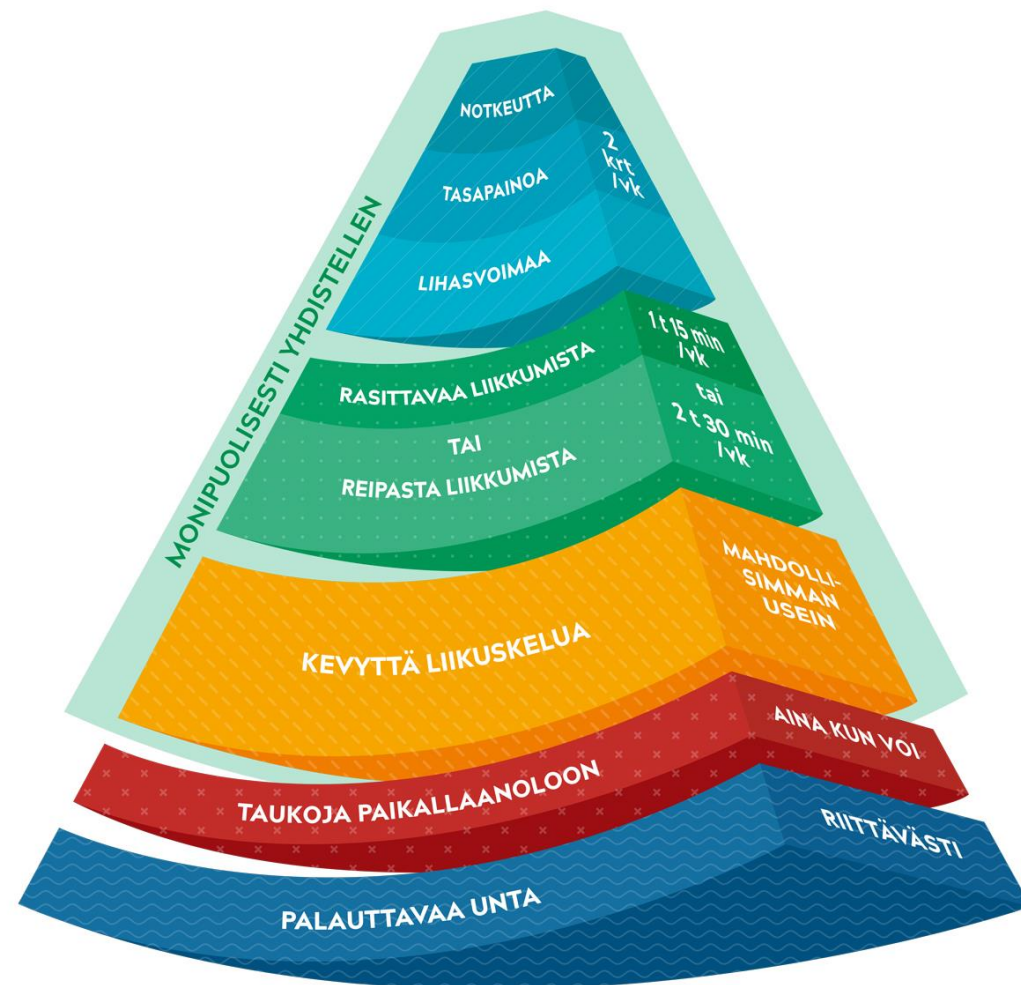 MONIPUOLISESTI YHDISTELLEN
NOTKEUTTA
TASAPAINOA
LIHASVOIMAA
2
krt
/vk
RASITTAVAA LIIKKUMISTA
TAI
REIPASTA LIIKKUMISTA
1 t 15 min
/vk
tai
2 t 30 min
/vk
KEVYTTÄ LIIKUSKELUA
MAHDOLLI-
SIMMAN
USEIN
TAUKOJA PAIKALLAANOLOON
AINA KUN VOI
PALAUTTAVAA UNTA
RIITTÄVÄSTI